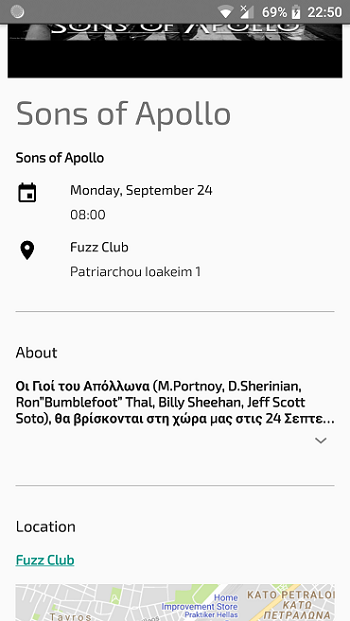 69% 22:50
SONS OF APOLLO
Sons of Apollo
Sons of Apollo
Monday, September 24
08:00
Fuzz Club
Patriarchou Ioakeim 1
About
Οι Γιοί του Απόλλωνα (M.Portnoy, D.Sherinian,
Ron"Bumblefoot" Thal, Billy Sheehan, Jeff Scott
Soto), θα βρίσκονται στη χώρα μας στις 24 Σεπτε...
Location
Fuzz Club
Home
Improvement Store
Praktiker Hellas
Tavros
KATO PETRALO
ΚΑΤΩ
ΠΕΤΡΑΛΩΝΑ